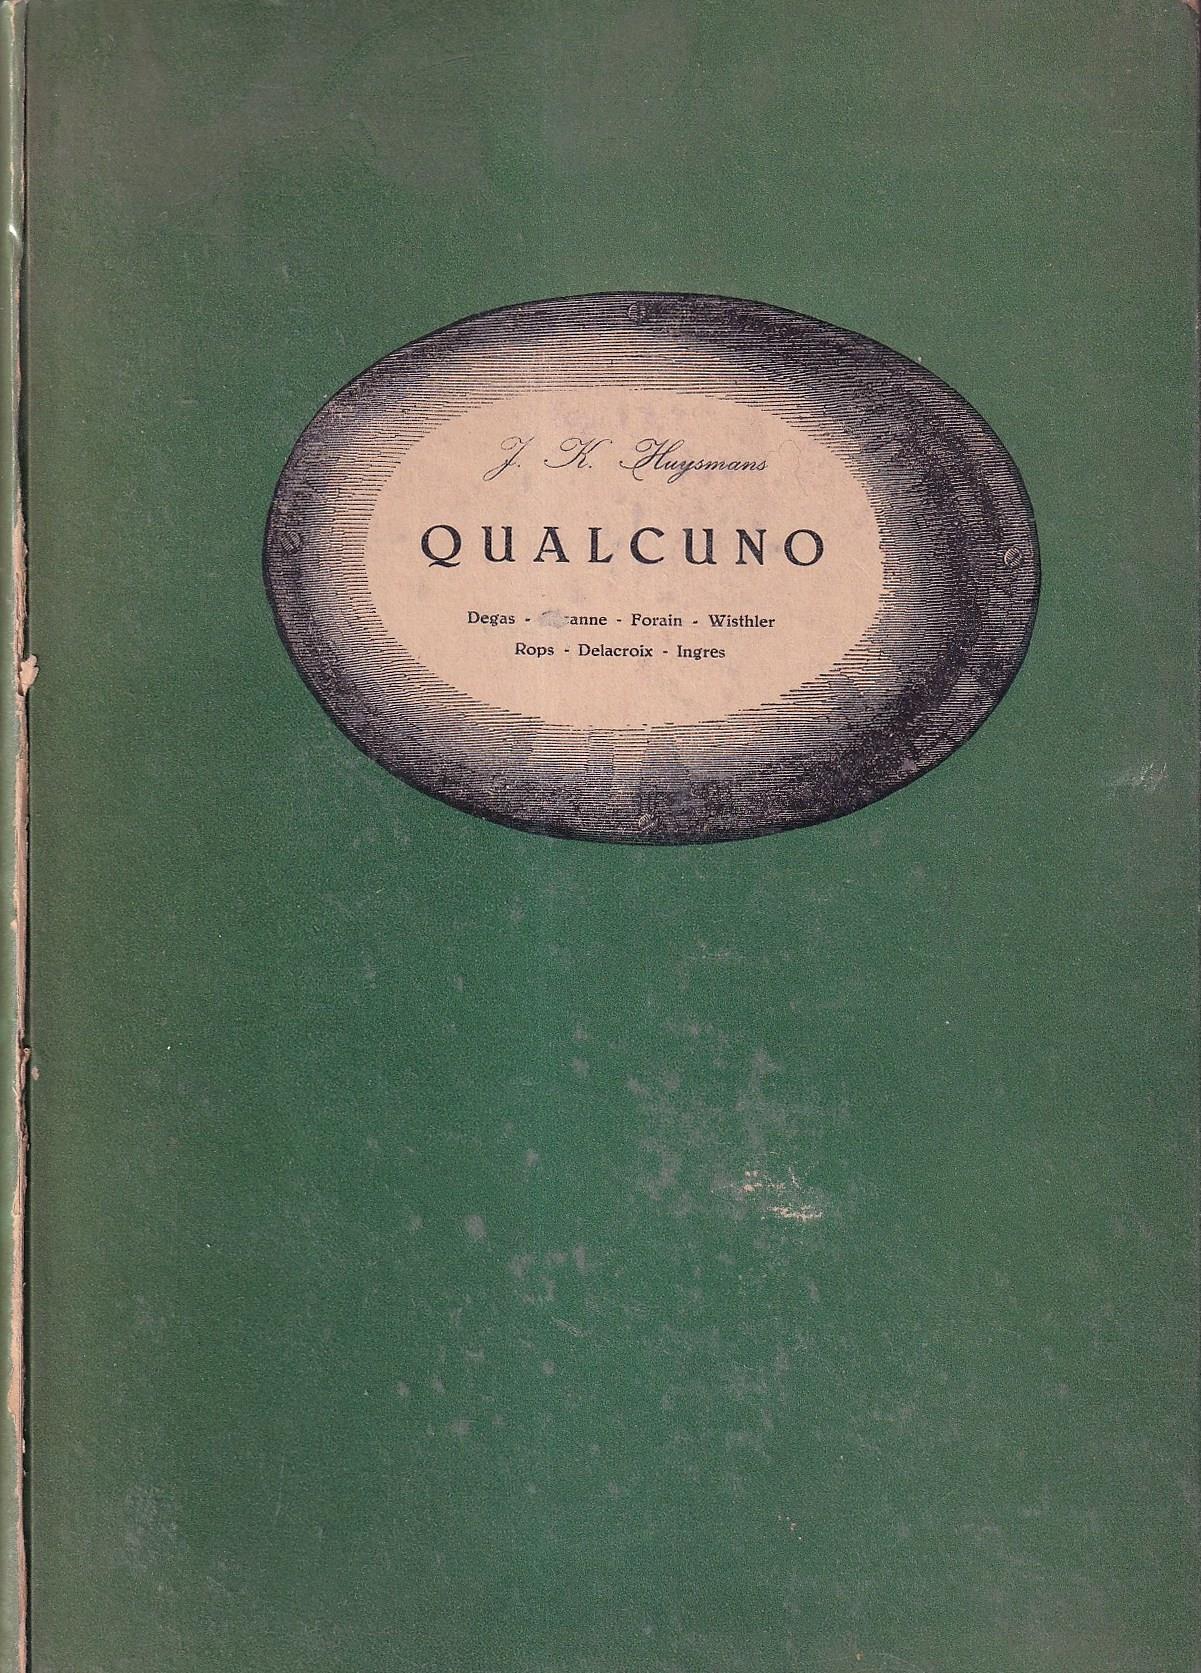 J. K. Huysmans
QUALCUNO
Degas - - Forain - Wisthler
Rops - Delacroix - Ingres